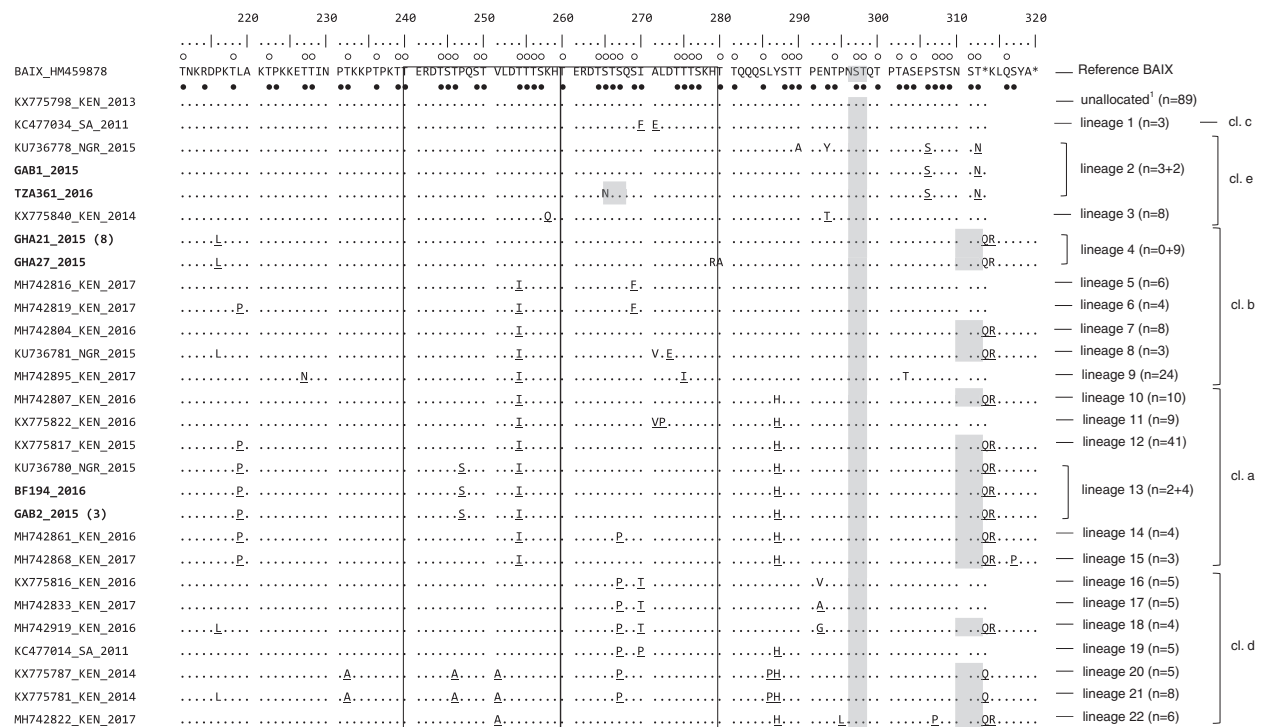 220 230 240 250 260 270 280 290 300 310 320
BAIX_HM459878 TNKRDPKTLA KTPKKETTIN PTKKPTPKTT ERDTSTPQST VLDTTTSKHT ERDTSTSQSI ALDTTTSKHT TQQQSLYSTT PENTPNSTQT PTASEPSTSN ST*KLQSYA* Reference BAIX
KX775798_KEN_2013 .......... .......... .......... .......... .......... .......... .......... .......... .......... .......... ... unallocated1 (n=89)
KC477034_SA_2011 .......... .......... .......... .......... .......... .........F E......... .......... .......... .......... ... lineage 1 (n=3) cl. c
KU736778_NGR_2015 .......... .......... .......... .......... .......... .......... .......... .........A ..Y....... .....S.... .N.
GAB1_2015 .......... .......... .......... .......... .......... .......... .......... .......... .......... .....S.... .N. lineage 2 (n=3+2) cl. e
TZA361_2016 .......... .......... .......... .......... .......... ....N..... .......... .......... .......... .....S.... .N.
KX775840_KEN_2014 .......... .......... .......... .......... .......Q.. .......... .......... .......... ..T....... .......... ... lineage 3 (n=8)
GHA21_2015 (8) .....L.... .......... .......... .......... .......... .......... .......... .......... .......... .......... ..QR...... lineage 4 (n=0+9)
GHA27_2015 .....L.... .......... .......... .......... .......... .......... ........RA .......... .......... .......... ..QR......
MH742816_KEN_2017 .......... .......... .......... .......... ...I...... ........F. .......... .......... .......... .......... ... lineage 5 (n=6)
MH742819_KEN_2017 ........P. .......... .......... .......... ...I...... ........F. .......... .......... .......... .......... ... lineage 6 (n=4) cl. b
MH742804_KEN_2016 .......... .......... .......... .......... ...I...... .......... .......... .......... .......... .......... ..QR...... lineage 7 (n=8)
KU736781_NGR_2015 .....L.... .......... .......... .......... ...I...... .......... V.E....... .......... .......... .......... ..QR...... lineage 8 (n=3)
MH742895_KEN_2017 .......... ......N... .......... .......... ...I...... .......... ....I..... .......... .......... ..T....... ... lineage 9 (n=24)
MH742807_KEN_2016 .......... .......... .......... .......... ...I...... .......... .......... ......H... .......... .......... ..QR...... lineage 10 (n=10)
KX775822_KEN_2016 .......... .......... .......... .......... ...I...... .......... VP........ ......H... .......... .......... ... lineage 11 (n=9)
KX775817_KEN_2015 ........P. .......... .......... .......... ...I...... .......... .......... ......H... .......... .......... ..QR...... lineage 12 (n=41)
KU736780_NGR_2015 ........P. .......... .......... ......S... ...I...... .......... .......... ......H... .......... .......... ..QR...... cl. a
BF194_2016 ........P. .......... .......... ......S... ...I...... .......... .......... ......H... .......... .......... ..QR...... lineage 13 (n=2+4)
GAB2_2015 (3) ........P. .......... .......... ......S... ...I...... .......... .......... ......H... .......... .......... ..QR......
MH742861_KEN_2016 ........P. .......... .......... .......... ...I...... ......P... .......... ......H... .......... .......... ..QR...... lineage 14 (n=4)
MH742868_KEN_2017 ........P. .......... .......... .......... ...I...... .......... .......... ......H... .......... .......... ..QR..P... lineage 15 (n=3)
KX775816_KEN_2016 .......... .......... .......... .......... .......... ......P..T .......... .......... .V........ .......... ... lineage 16 (n=5)
MH742833_KEN_2017 .......... .......... .......... .......... .......... ......P..T .......... .......... .A........ .......... ... lineage 17 (n=5)
MH742919_KEN_2016 .....L.... .......... .......... .......... .......... ......P..T .......... .......... .G........ .......... ..QR...... lineage 18 (n=4)
KC477014_SA_2011 .......... .......... .......... .......... .......... ......P..T .......... ......H... .......... .......... ... lineage 19 (n=5) cl. d
KX775787_KEN_2014 .......... .......... .A........ .....A.... A......... ......P... .......... .....PH... .......... .......... ..Q....... lineage 20 (n=5)
KX775781_KEN_2014 .....L.... .......... .A........ .....A.... A......... ......P... .......... .....PH... .......... .......... ..Q....... lineage 21 (n=8)
MH742822_KEN_2017 .......... .......... .......... .......... A......... .......... .......... ......H... ....L..... ......P... ..QR...... lineage 22 (n=6)